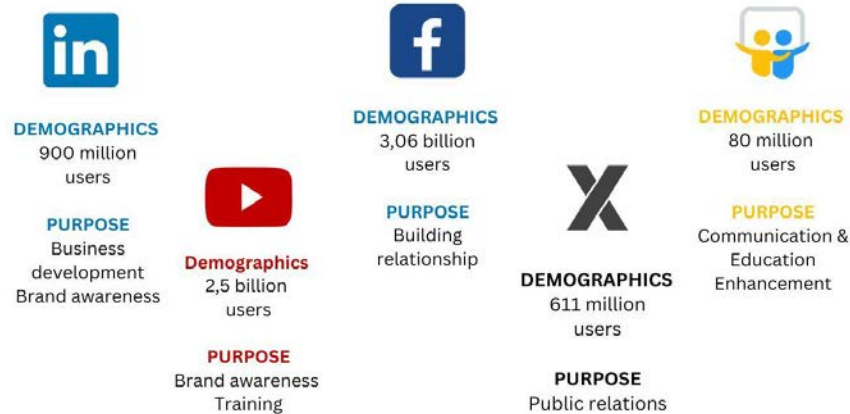 in
DEMOGRAPHICS
900 million
users
PURPOSE
Business
development
Brand awareness
Demographics
2,5 billion
users
PURPOSE
Brand awareness
Training
f
DEMOGRAPHICS
3,06 billion
users
PURPOSE
Building
relationship
X
DEMOGRAPHICS
611 million
users
PURPOSE
Public relations
DEMOGRAPHICS
80 million
users
PURPOSE
Communication &
Education
Enhancement